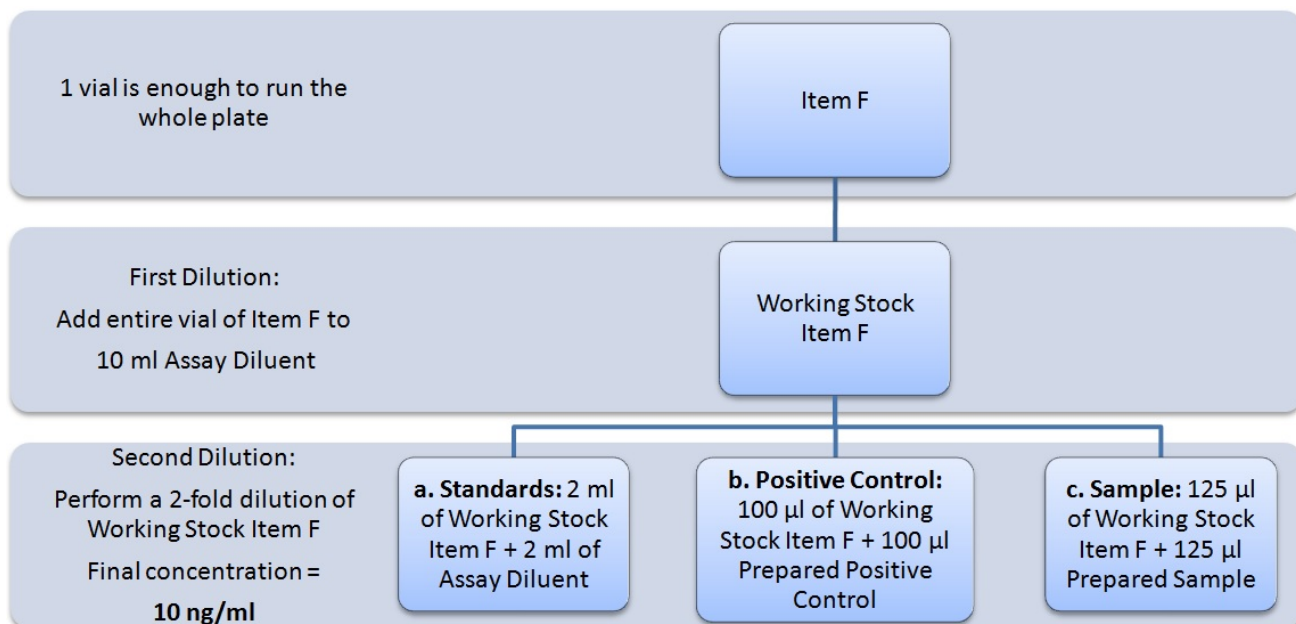 1 vial is enough to run the
whole plate
Item F
First Dilution:
Add entire vial of Item F to
10 ml Assay Diluent
Working Stock
Item F
Second Dilution:
Perform a 2-fold dilution of
Working Stock Item F
Final concentration =
10 ng/ml
a. Standards: 2 ml
of Working Stock
Item F + 2 ml of
Assay Diluent
b. Positive Control:
100 µl of Working
Stock Item F + 100 µl
Prepared Positive
Control
c. Sample: 125 µl
of Working Stock
Item F + 125 µl
Prepared Sample